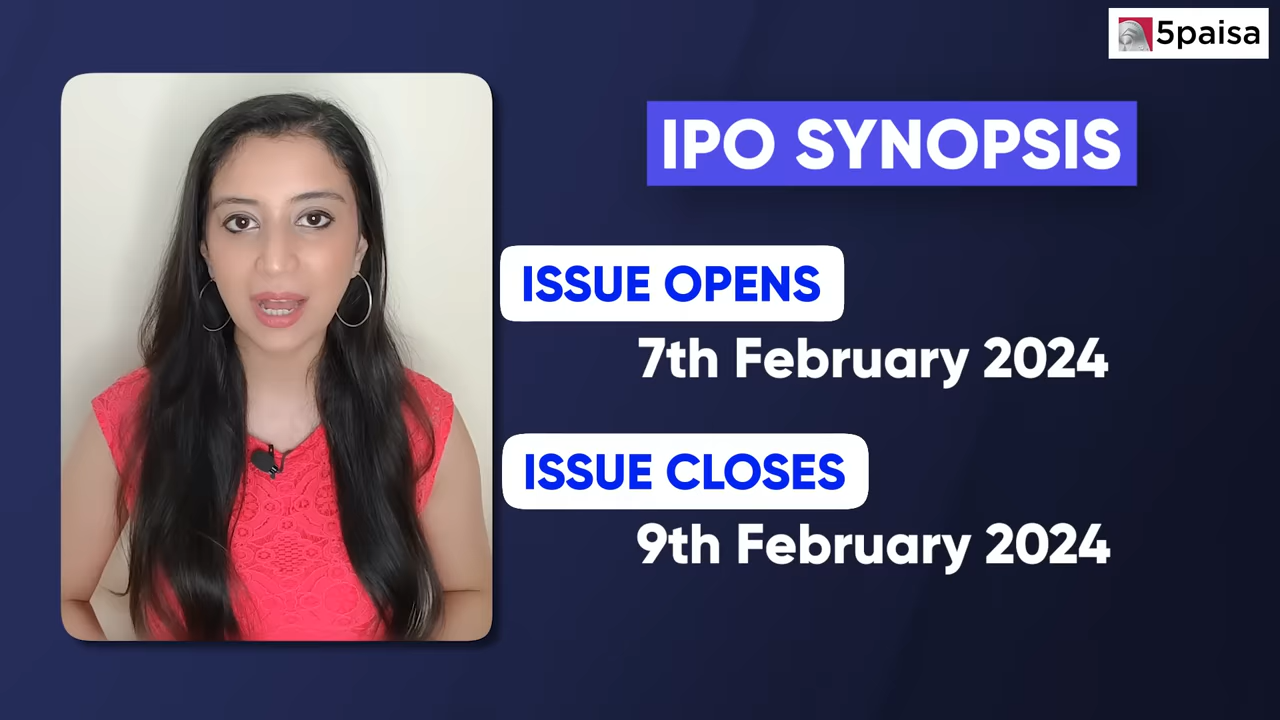 5paisa
IPO SYNOPSIS
ISSUE OPENS
7th February 2024
ISSUE CLOSES
9th February 2024